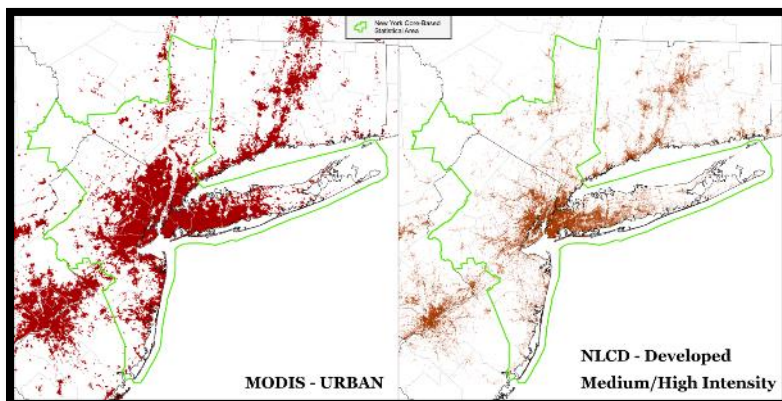 New York Core-Based
Statistical Area
MODIS - URBAN
NLCD - Developed
Medium/High Intensity